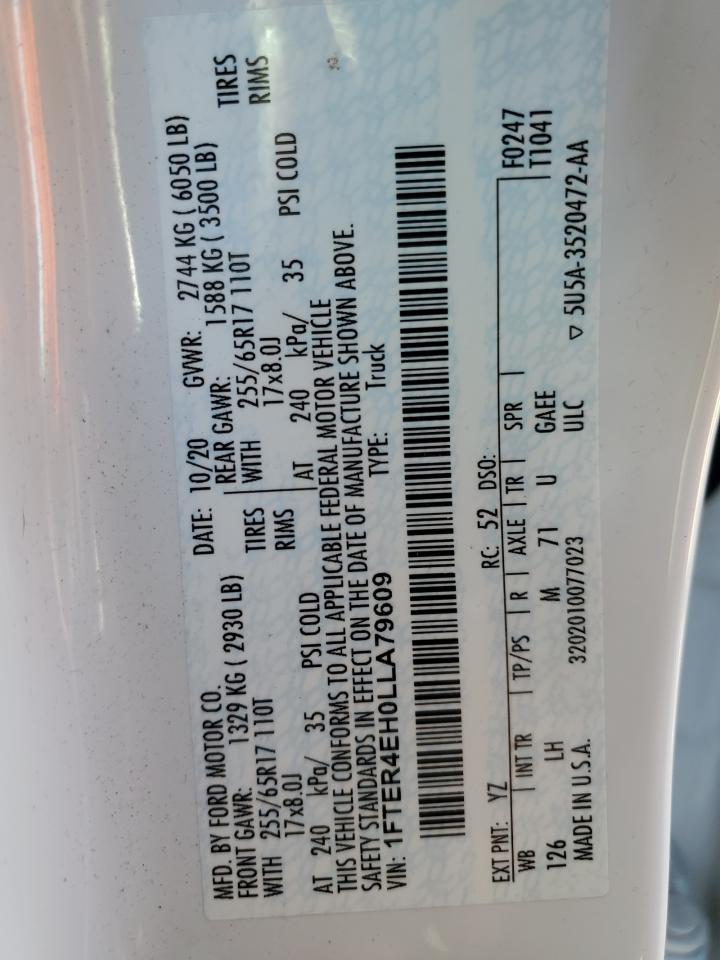 MFD. BY FORD MOTOR CO.
DATE: 10/20 GVWR: 2744 KG ( 6050 LB)
FRONT GAWR: 1329 KG ( 2930 LB)
REAR GAWR: 1588 KG ( 3500 LB)
WITH 255/65R17 110T TIRES
WITH 255/65R17 110T TIRES
17x8.0J RIMS
17x8.0J RIMS
AT 240 kPa/ 35 PSI COLD
AT 240 kPa/ 35 PSI COLD
THIS VEHICLE CONFORMS TO ALL APPLICABLE FEDERAL MOTOR VEHICLE
SAFETY STANDARDS IN EFFECT ON THE DATE OF MANUFACTURE SHOWN ABOVE.
VIN: 1FTER4EH0LLA79609 TYPE: Truck
EXT PNT: YZ RC: 52 DSO: F0247
WB INT TR TP/PS R AXLE TR SPR T1041
126 LH M 71 U GAEE
MADE IN U.S.A. 3202010077023 ULC ▽ 5U5A-3520472-AA